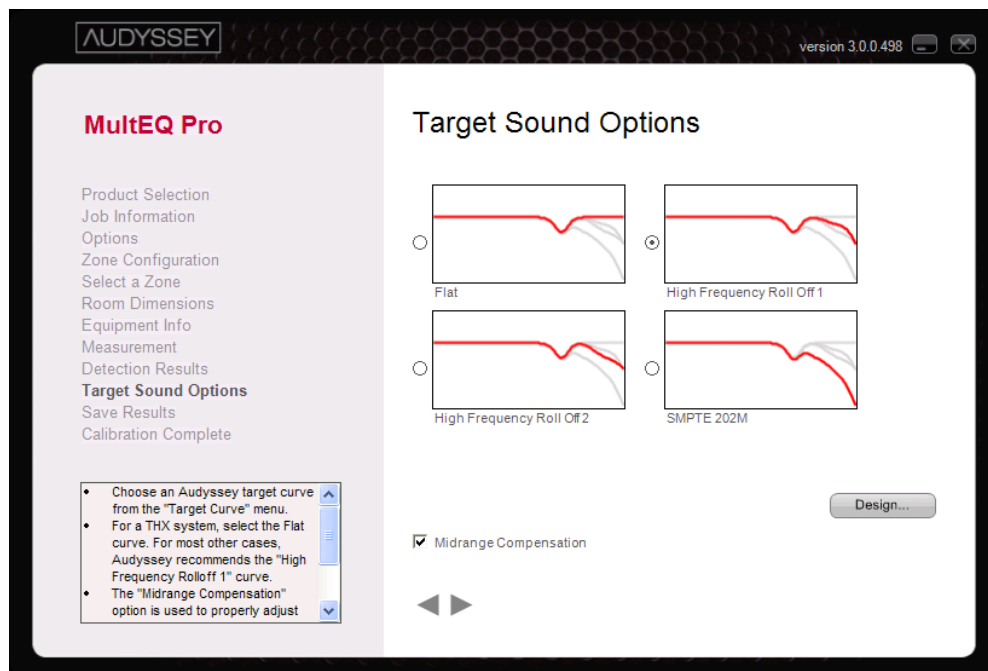 AUDYSSEY
version 3.0.0.498
MultEQ Pro
Product Selection
Job Information
Options
Zone Configuration
Select a Zone
Room Dimensions
Equipment Info
Measurement
Detection Results
Target Sound Options
Save Results
Calibration Complete
• Choose an Audyssey target curve
from the "Target Curve" menu.
• For a THX system, select the Flat
curve. For most other cases,
Audyssey recommends the "High
Frequency Rolloff 1" curve.
• The "Midrange Compensation"
option is used to properly adjust
Target Sound Options
Flat
High Frequency Roll Off 1
High Frequency Roll Off 2
SMPTE 202M
Design...
Midrange Compensation